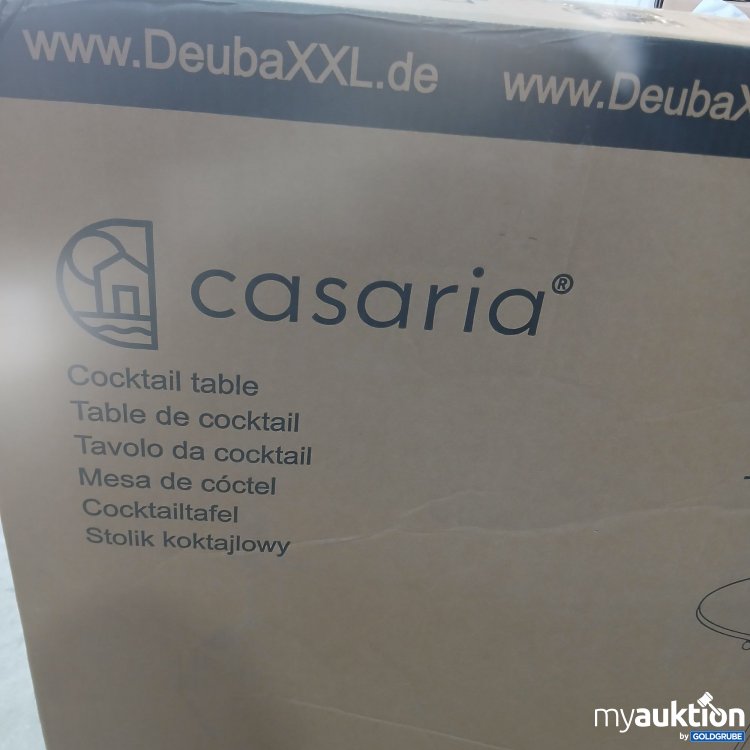 www.DeubaXXL.de www.DeubaX
casaria®
Cocktail table
Table de cocktail
Tavolo da cocktail
Mesa de cóctel
Cocktailtafel
Stolik koktajlowy
myauktion
by GOLDGRUBE